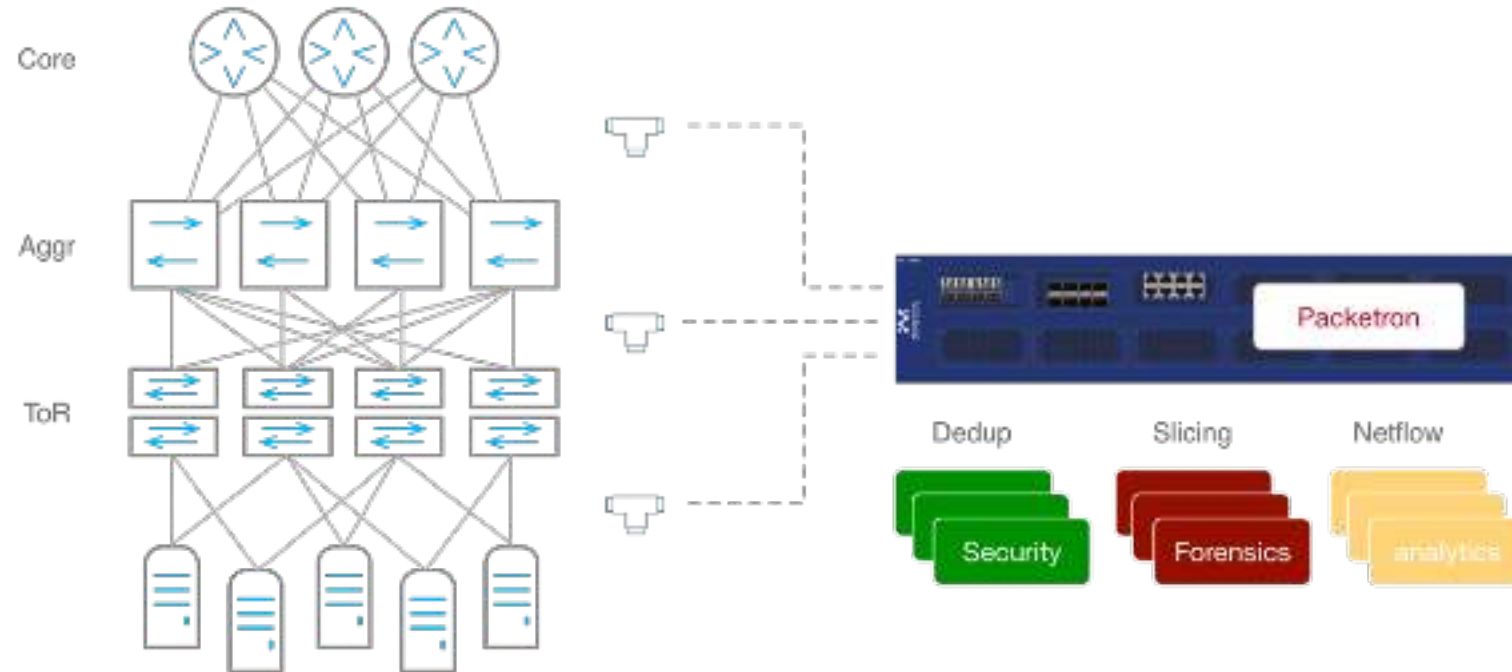 Core
Aggr
ToR
Packetron
Dedup
Slicing
Netflow
Security
Forensics
analytics